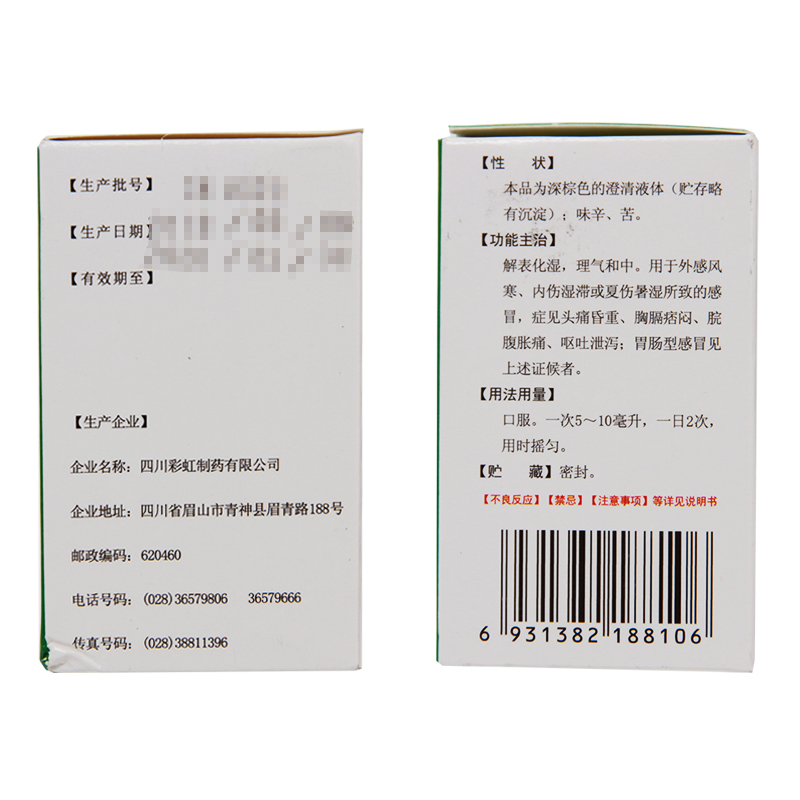 【生产批号】
【生产日期】
【有效期至】
【生产企业】
企业名称：四川彩虹制药有限公司
企业地址：四川省眉山市青神县眉青路188号
邮政编码：620460
电话号码：(028)36579806 36579666
传真号码：(028)38811396
【性 状】
本品为深棕色的澄清液体（贮存略
有沉淀）；味辛、苦。
【功能主治】
解表化湿，理气和中。用于外感风
寒、内伤湿滞或夏伤暑湿所致的感
冒，症见头痛昏重、胸膈痞闷、脘
腹胀痛、呕吐泄泻；胃肠型感冒见
上述证候者。
【用法用量】
口服。一次5～10毫升，一日2次，
用时摇匀。
【贮 藏】密封。
【不良反应】【禁忌】【注意事项】等详见说明书
6 931382 188106